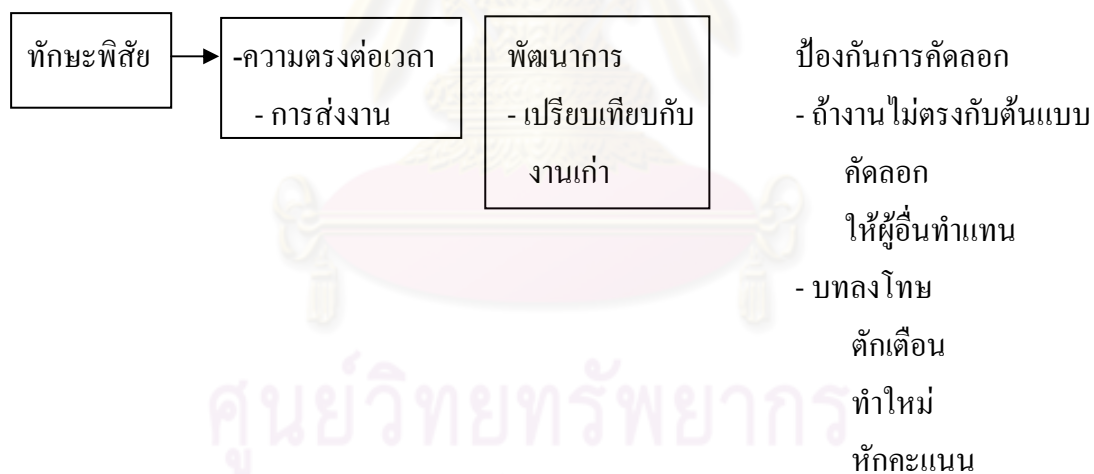 ทักษะพิสัย
-ความตรงต่อเวลา
- การส่งงาน
พัฒนาการ
- เปรียบเทียบกับ
งานเก่า
ป้องกันการคัดลอก
- ถ้างานไม่ตรงกับต้นแบบ
คัดลอก
ให้ผู้อื่นทำแทน
- บทลงโทษ
ตักเตือน
ทำใหม่
หักคะแนน
ศูนย์วิทยทรัพยากร